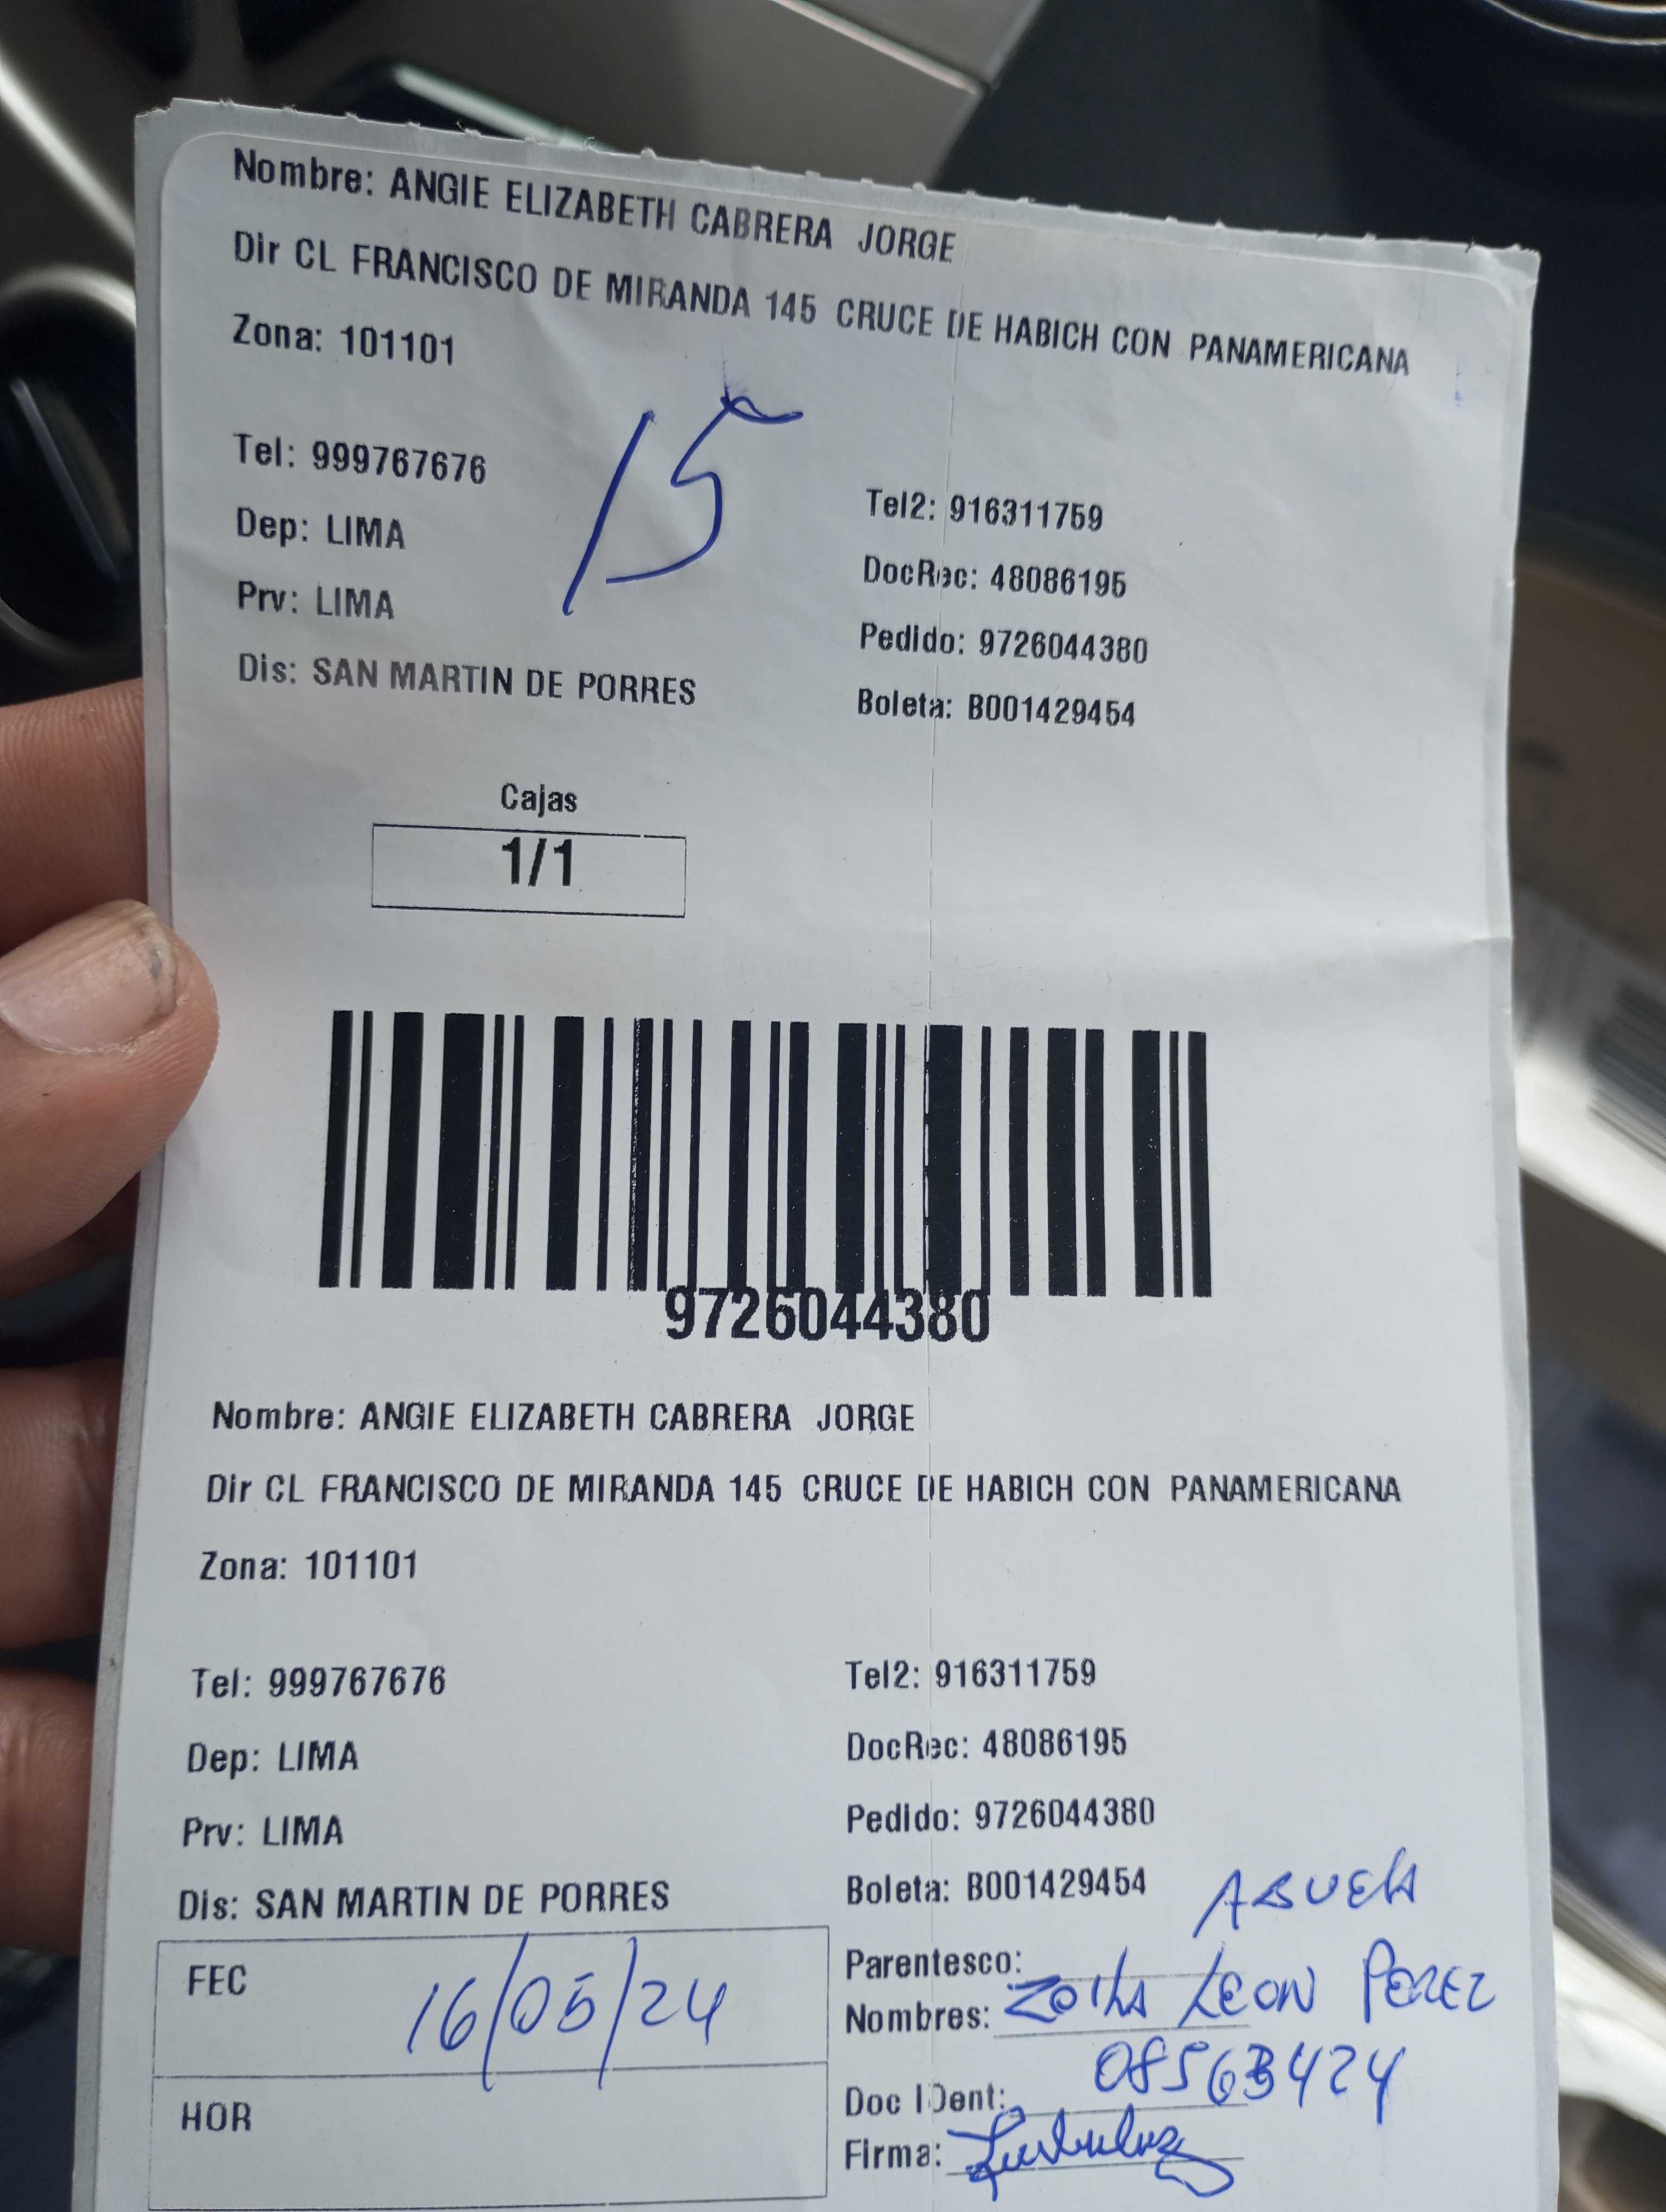 Nombre: ANGIE ELIZABETH CABRERA JORGE
Dir CL FRANCISCO DE MIRANDA 145 CRUCE DE HABICH CON PANAMERICANA
Zona: 101101
15
Tel: 999767676
Tel2: 916311759
Dep: LIMA
DocRec: 48086195
Prv: LIMA
Pedido: 9726044380
Dis: SAN MARTIN DE PORRES
Boleta: B001429454
Cajas
1/1
9726044380
Nombre: ANGIE ELIZABETH CABRERA JORGE
Dir CL FRANCISCO DE MIRANDA 145 CRUCE DE HABICH CON PANAMERICANA
Zona: 101101
Tel: 999767676
Tel2: 916311759
Dep: LIMA
DocRec: 48086195
Prv: LIMA
Pedido: 9726044380
Dis: SAN MARTIN DE PORRES
Boleta: B001429454
FEC 16/05/24
HOR
Parentesco: ABUELA
Nombres: ZOILA LEON PEREZ
Doc IDent: 08563424
Firma: